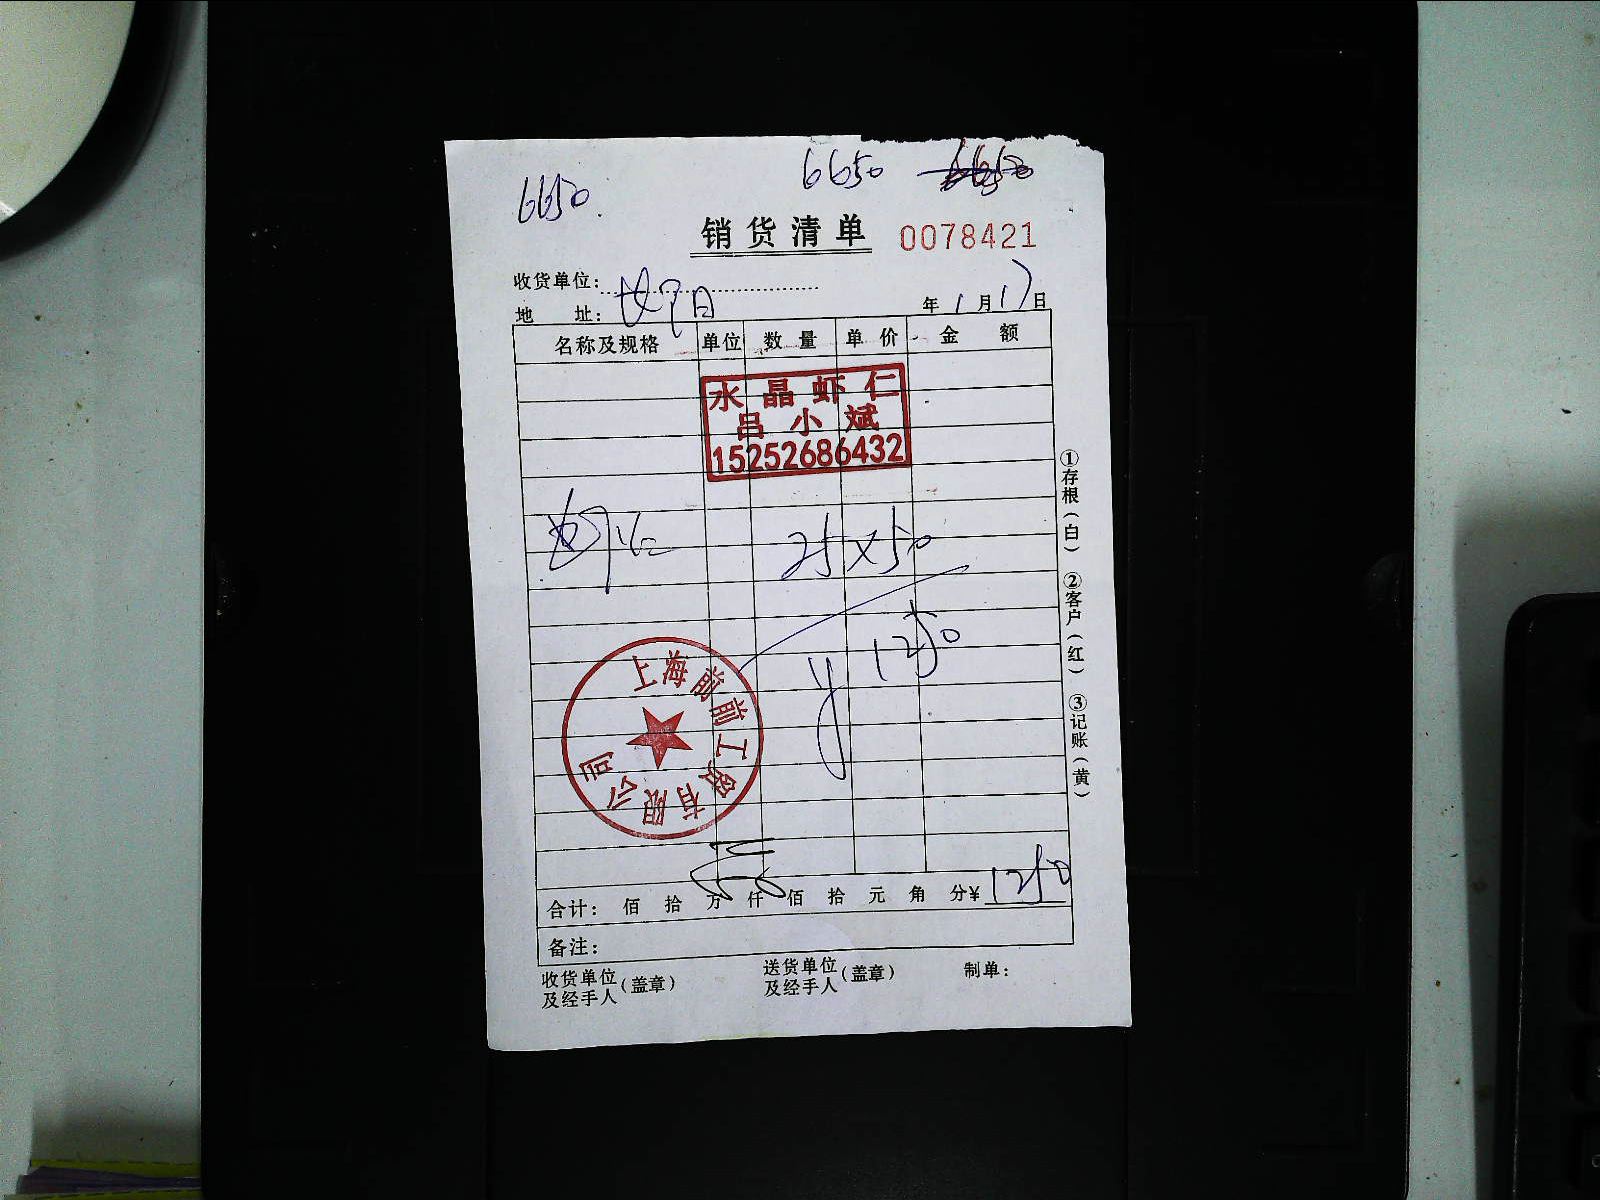 6650 6650
销货清单 0078421
收货单位：
地 址： 年 1 月 17 日
名称及规格 单位 数量 单价 金额
水晶虾仁
吕小斌
15252686432
虾仁 25×50
¥ 1250
上海前前工贸有限公司
合计： 佰 拾 万 仟 佰 拾 元 角 分¥ 1250
备注：
收货单位及经手人（盖章） 送货单位及经手人（盖章） 制单：
①存根（白） ②客户（红） ③记账（黄）